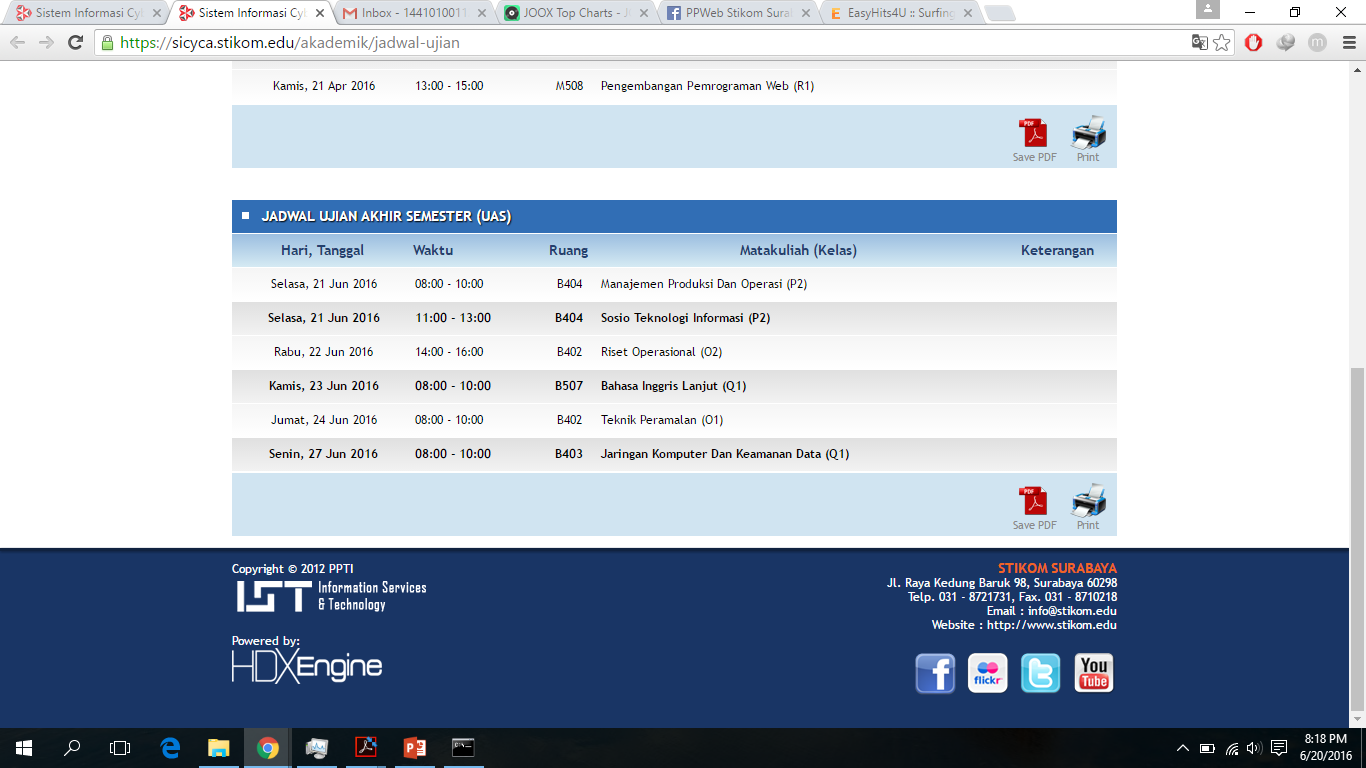 Sistem Informasi Cyb
Sistem Informasi Cyb
Inbox - 1441010011
JOOX Top Charts - J
PPWeb Stikom Sural
EasyHits4U :: Surfing
https://sicyca.stikom.edu/akademik/jadwal-ujian
Kamis, 21 Apr 2016 13:00 - 15:00 M508 Pengembangan Pemrograman Web (R1)
Save PDF Print
JADWAL UJIAN AKHIR SEMESTER (UAS)
Hari, Tanggal Waktu Ruang Matakuliah (Kelas) Keterangan
Selasa, 21 Jun 2016 08:00 - 10:00 B404 Manajemen Produksi Dan Operasi (P2)
Selasa, 21 Jun 2016 11:00 - 13:00 B404 Sosio Teknologi Informasi (P2)
Rabu, 22 Jun 2016 14:00 - 16:00 B402 Riset Operasional (O2)
Kamis, 23 Jun 2016 08:00 - 10:00 B507 Bahasa Inggris Lanjut (Q1)
Jumat, 24 Jun 2016 08:00 - 10:00 B402 Teknik Peramalan (O1)
Senin, 27 Jun 2016 08:00 - 10:00 B403 Jaringan Komputer Dan Keamanan Data (Q1)
Save PDF Print
Copyright © 2012 PPTI
IST Information Services
& Technology
Powered by:
HDXEngine
STIKOM SURABAYA
Jl. Raya Kedung Baruk 98, Surabaya 60298
Telp. 031 - 8721731, Fax. 031 - 8710218
Email : info@stikom.edu
Website : http://www.stikom.edu
flickr
You Tube
8:18 PM
6/20/2016